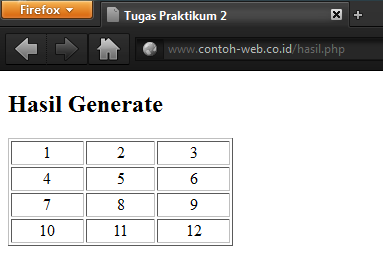 Firefox
Tugas Praktikum 2
www.contoh-web.co.id/hasil.php
Hasil Generate
1 2 3
4 5 6
7 8 9
10 11 12